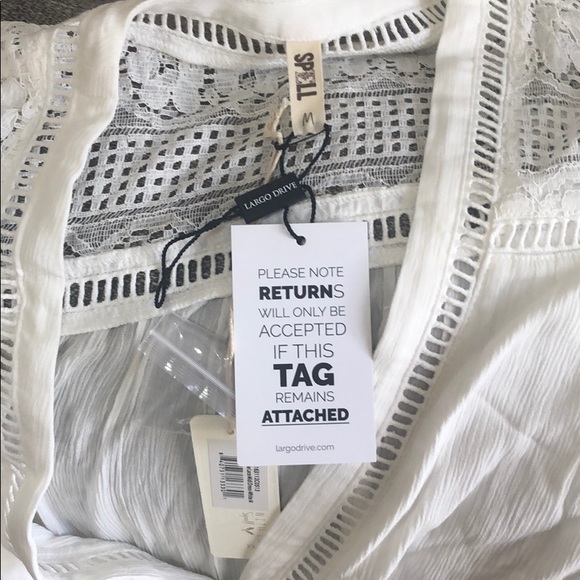 SPELL
M
LARGO DRIVE
PLEASE NOTE
RETURNS
WILL ONLY BE
ACCEPTED
IF THIS
TAG
REMAINS
ATTACHED
largodrive.com